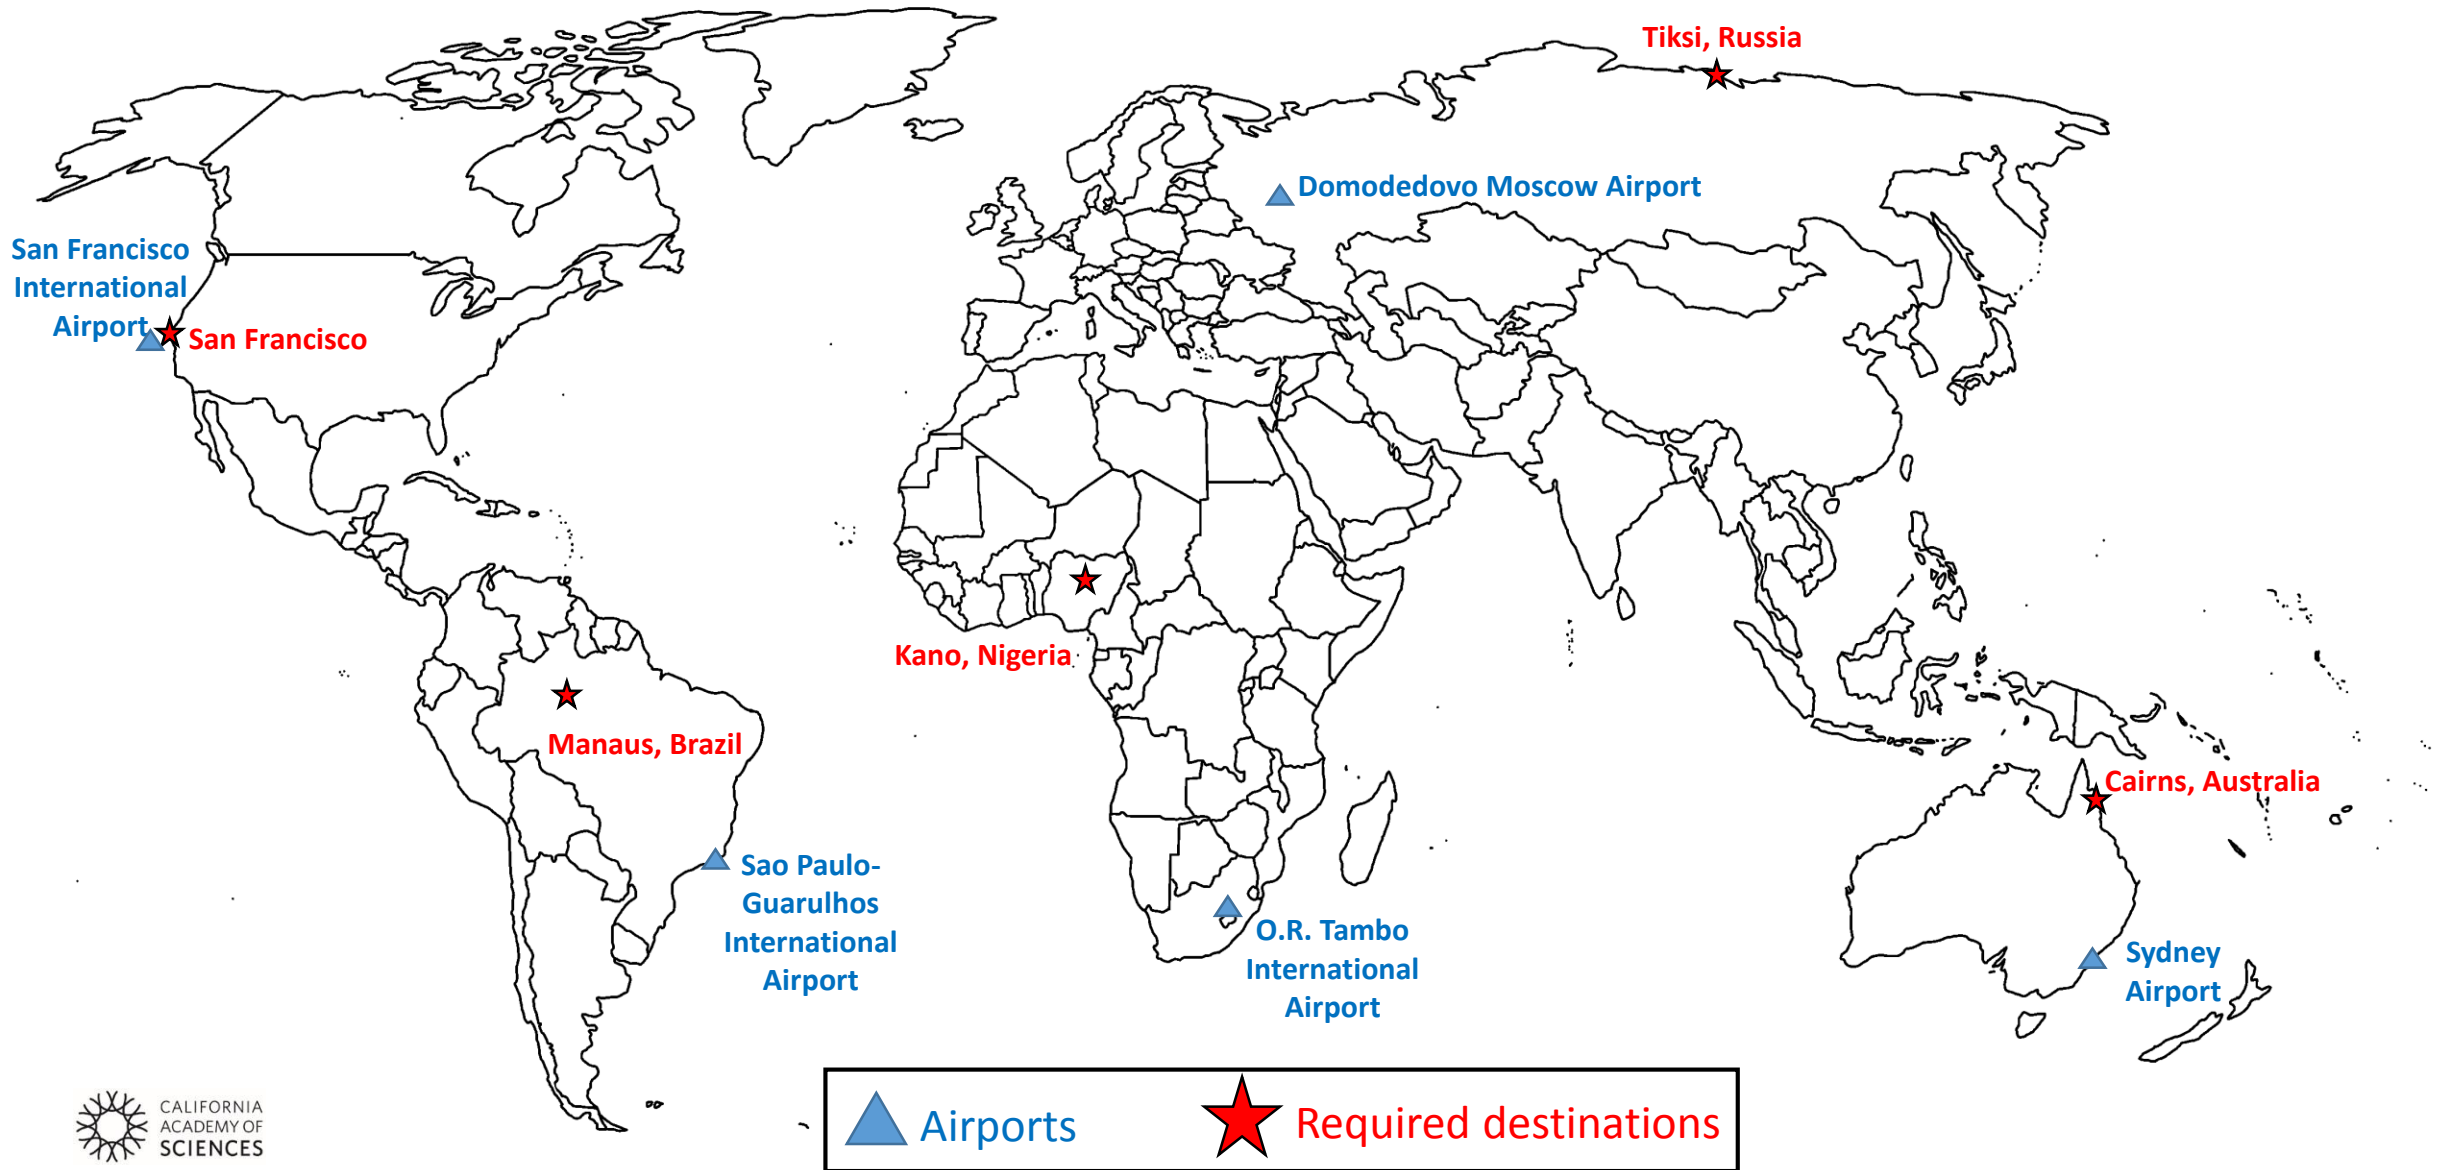 Tiksi, Russia
Domodedovo Moscow Airport
San Francisco
International
Airport
San Francisco
Kano, Nigeria
Manaus, Brazil
Cairns, Australia
Sao Paulo-
Guarulhos
International
Airport
O.R. Tambo
International
Airport
Sydney
Airport
CALIFORNIA
ACADEMY OF
SCIENCES
Airports
Required destinations